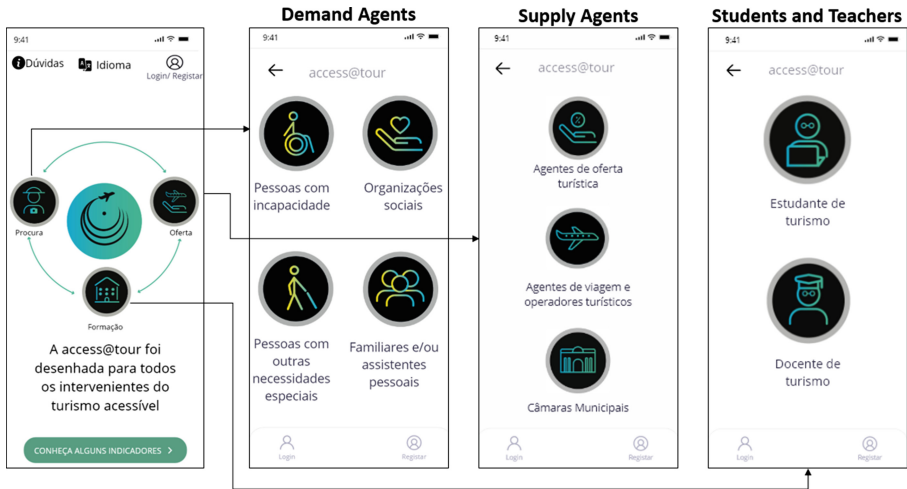 Demand Agents
Supply Agents
Students and Teachers
9:41
Dúvidas
Idioma
Login/ Registar
Procura
Oferta
Formação
A access@tour foi
desenhada para todos
os intervenientes do
turismo acessível
CONHEÇA ALGUNS INDICADORES >
9:41
access@tour
Pessoas com
incapacidade
Organizações
sociais
Pessoas com
outras
necessidades
especiais
Familiares e/ou
assistentes
pessoais
Login
Registar
9:41
access@tour
Agentes de oferta
turística
Agentes de viagem e
operadores turísticos
Câmaras Municipais
Login
Registar
9:41
access@tour
Estudante de
turismo
Docente de
turismo
Login
Registar